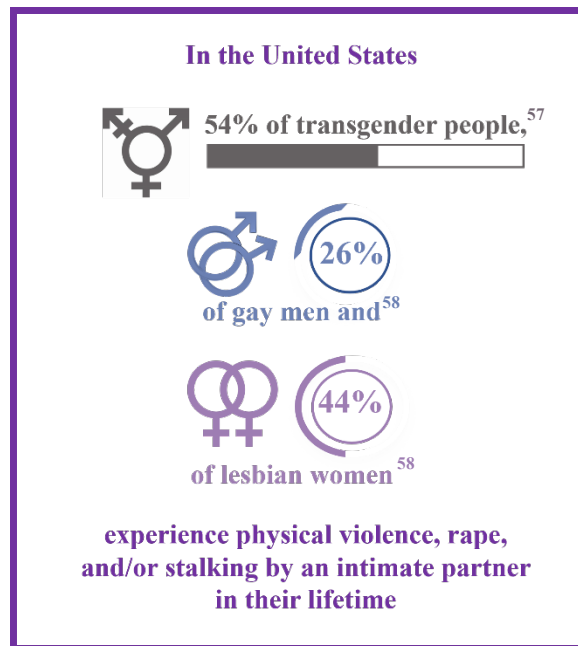 In the United States
54% of transgender people,57
26%
of gay men and58
44%
of lesbian women 58
experience physical violence, rape,
and/or stalking by an intimate partner
in their lifetime